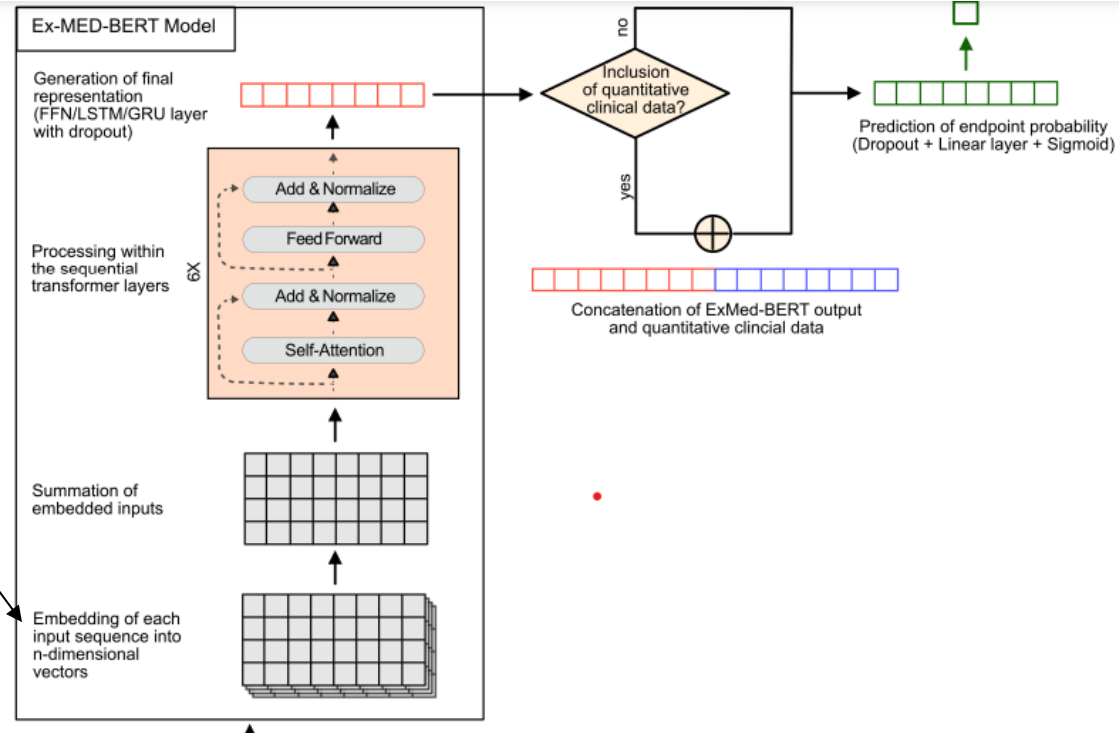 Ex-MED-BERT Model
Generation of final
representation
(FFN/LSTM/GRU layer
with dropout)
Add & Normalize
Feed Forward
Add & Normalize
Self-Attention
Processing within
the sequential
transformer layers
6X
Summation of
embedded inputs
Embedding of each
input sequence into
n-dimensional
vectors
no
Inclusion
of quantitative
clinical data?
yes
Concatenation of ExMed-BERT output
and quantitative clincial data
Prediction of endpoint probability
(Dropout + Linear layer + Sigmoid)